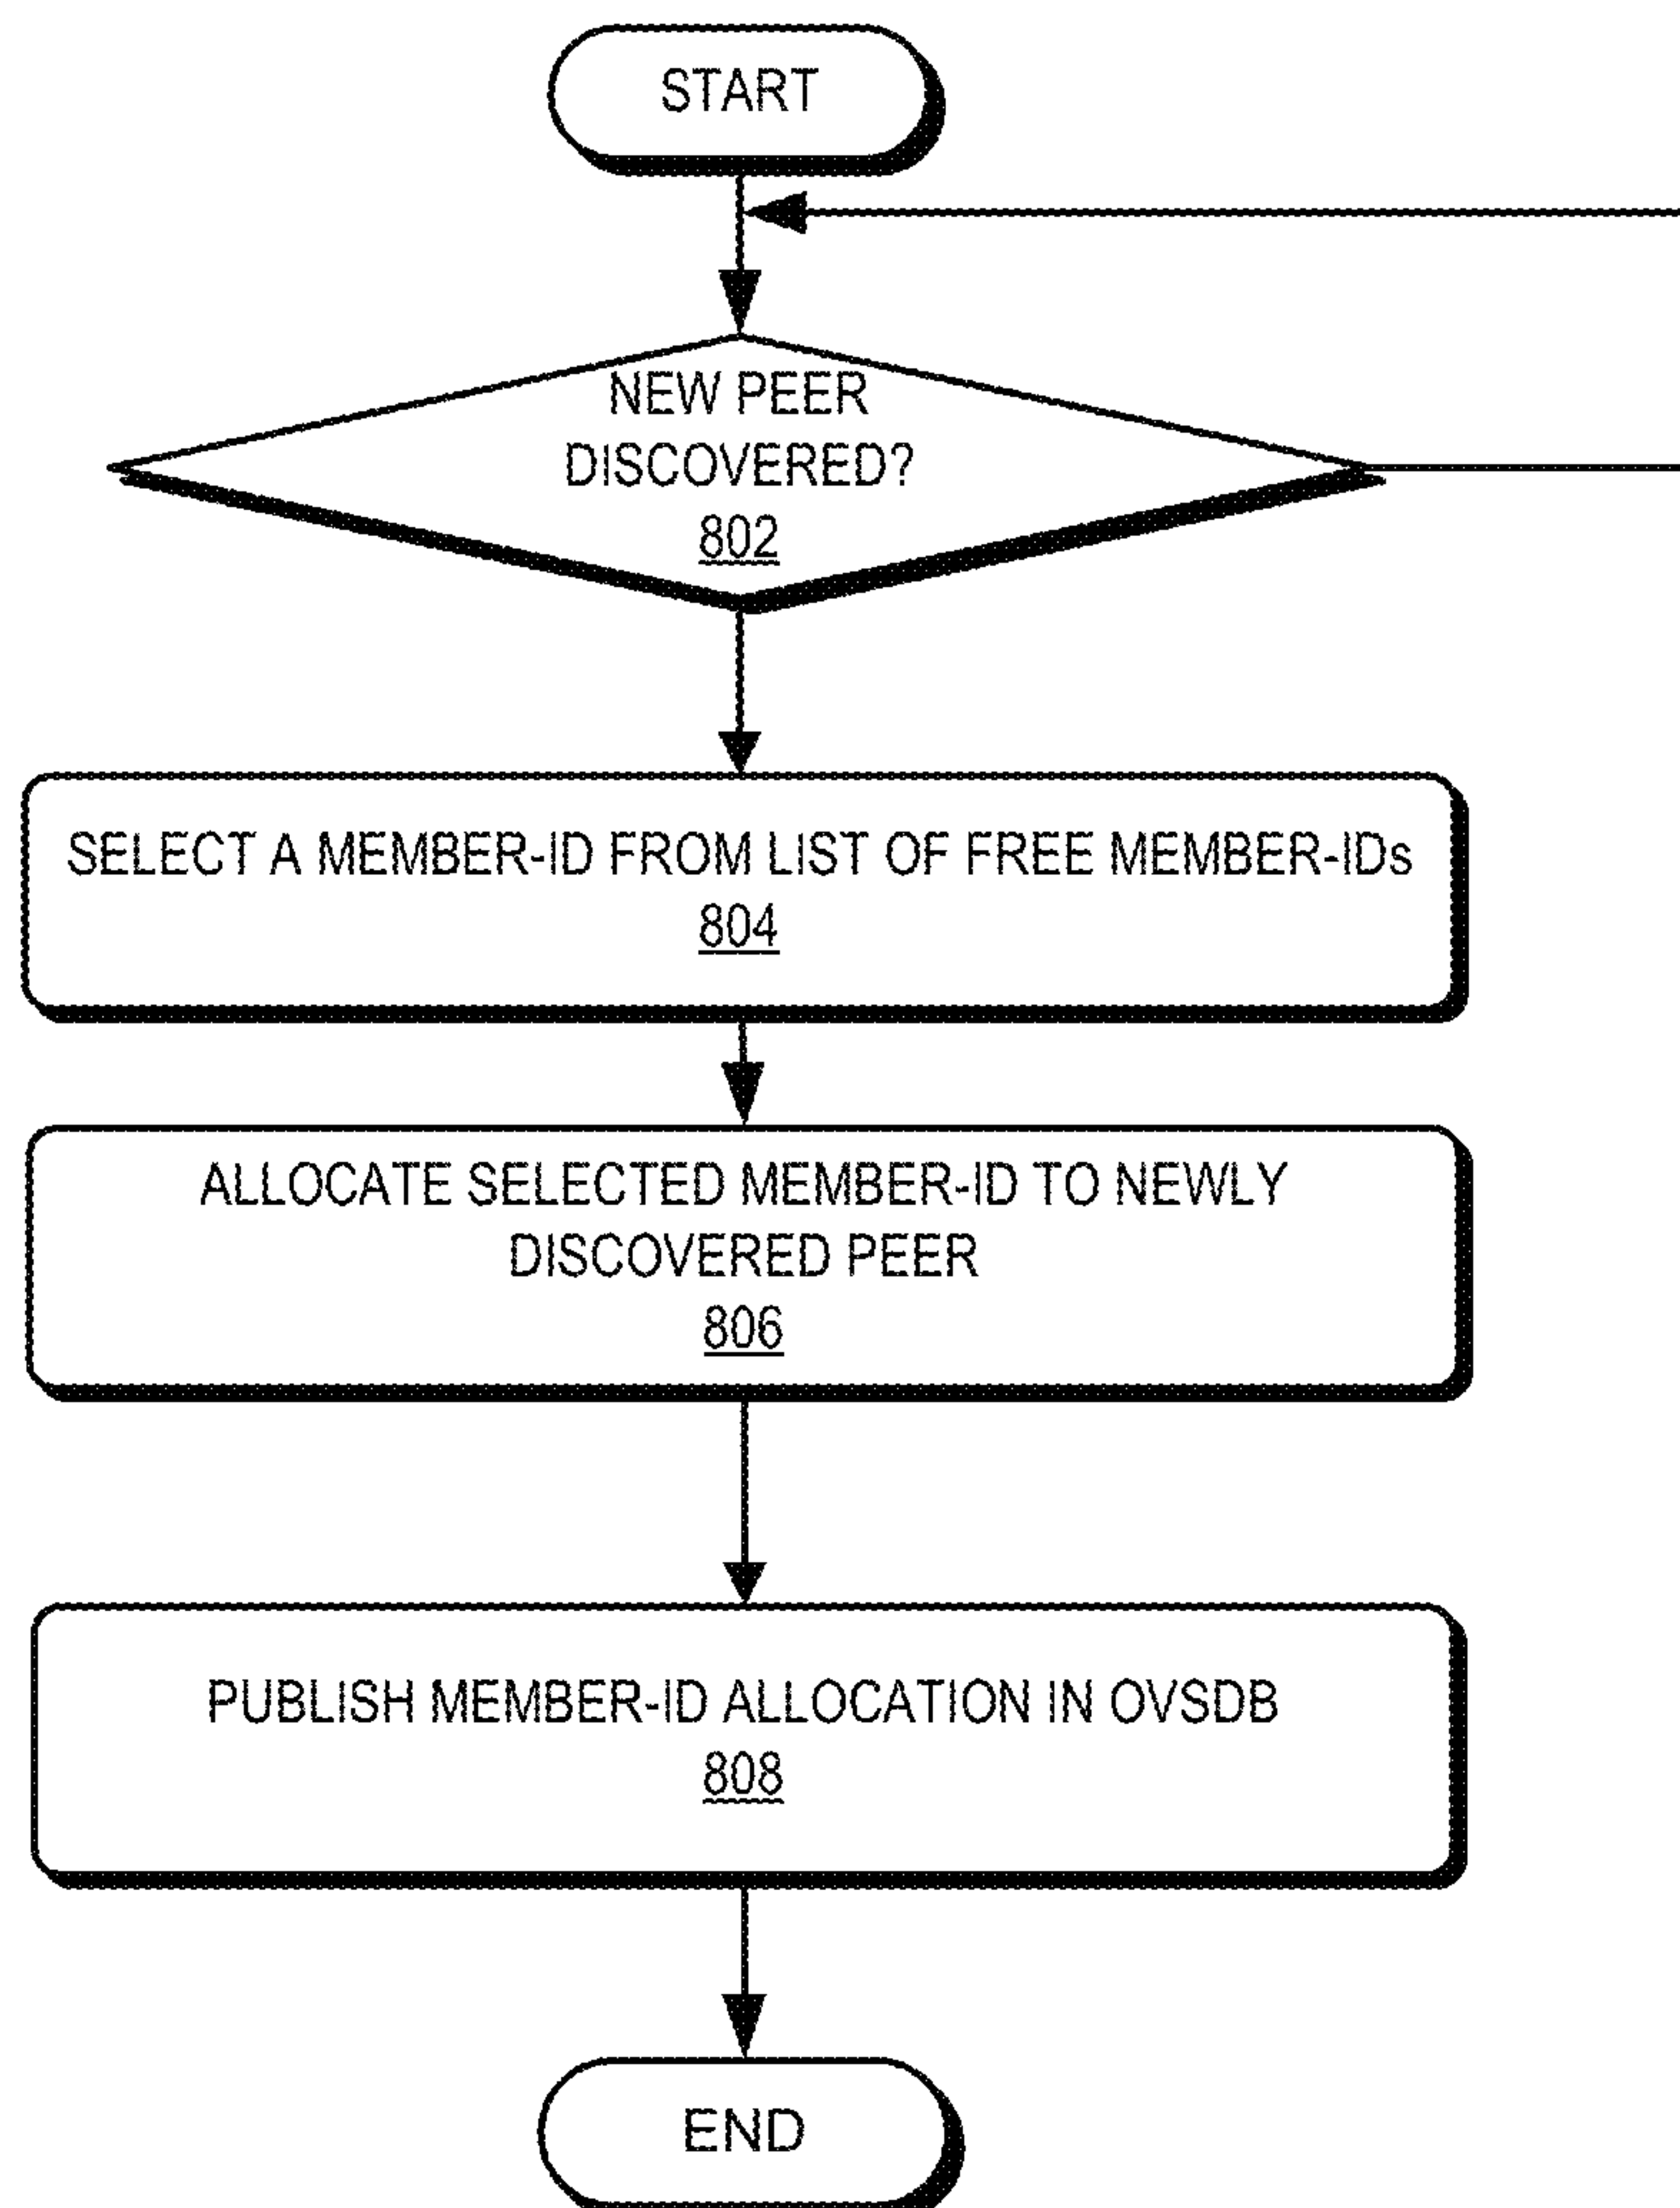 START
NEW PEER
DISCOVERED?
802
SELECT A MEMBER-ID FROM LIST OF FREE MEMBER-IDs
804
ALLOCATE SELECTED MEMBER-ID TO NEWLY
DISCOVERED PEER
806
PUBLISH MEMBER-ID ALLOCATION IN OVSDB
808
END